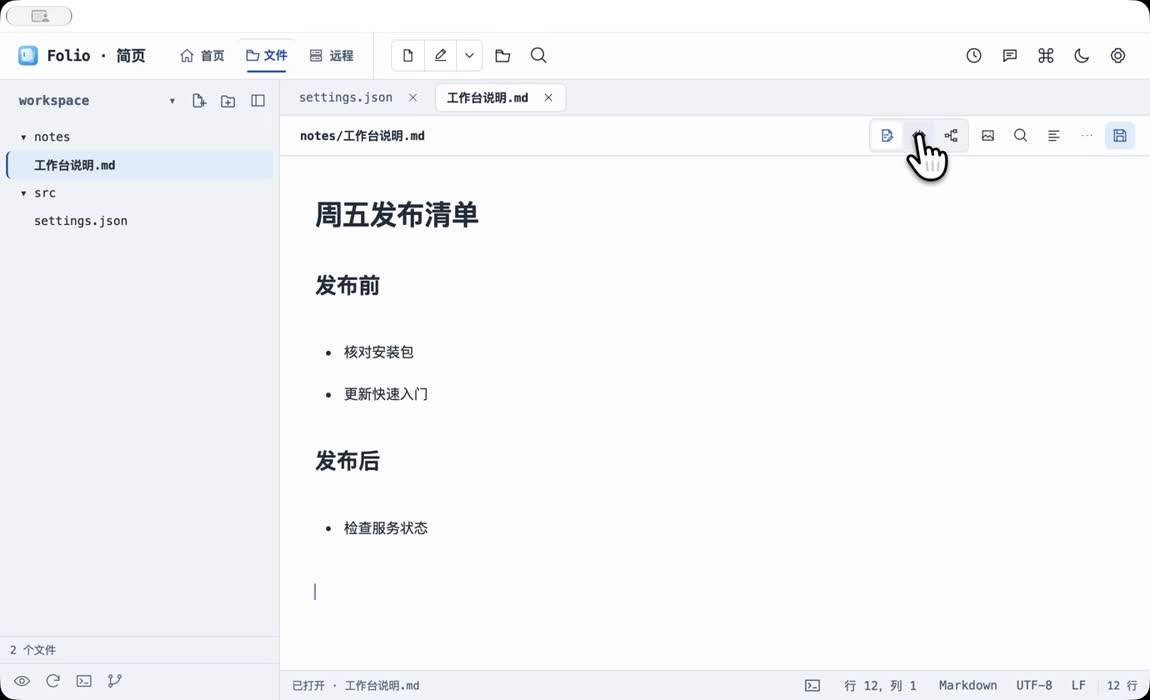 Folio · 简页
首页
文件
远程
workspace
settings.json
工作台说明.md
notes
工作台说明.md
src
settings.json
notes/工作台说明.md
周五发布清单
发布前
• 核对安装包
• 更新快速入门
发布后
• 检查服务状态
2 个文件
已打开 · 工作台说明.md
行 12, 列 1
Markdown
UTF-8
LF
12 行